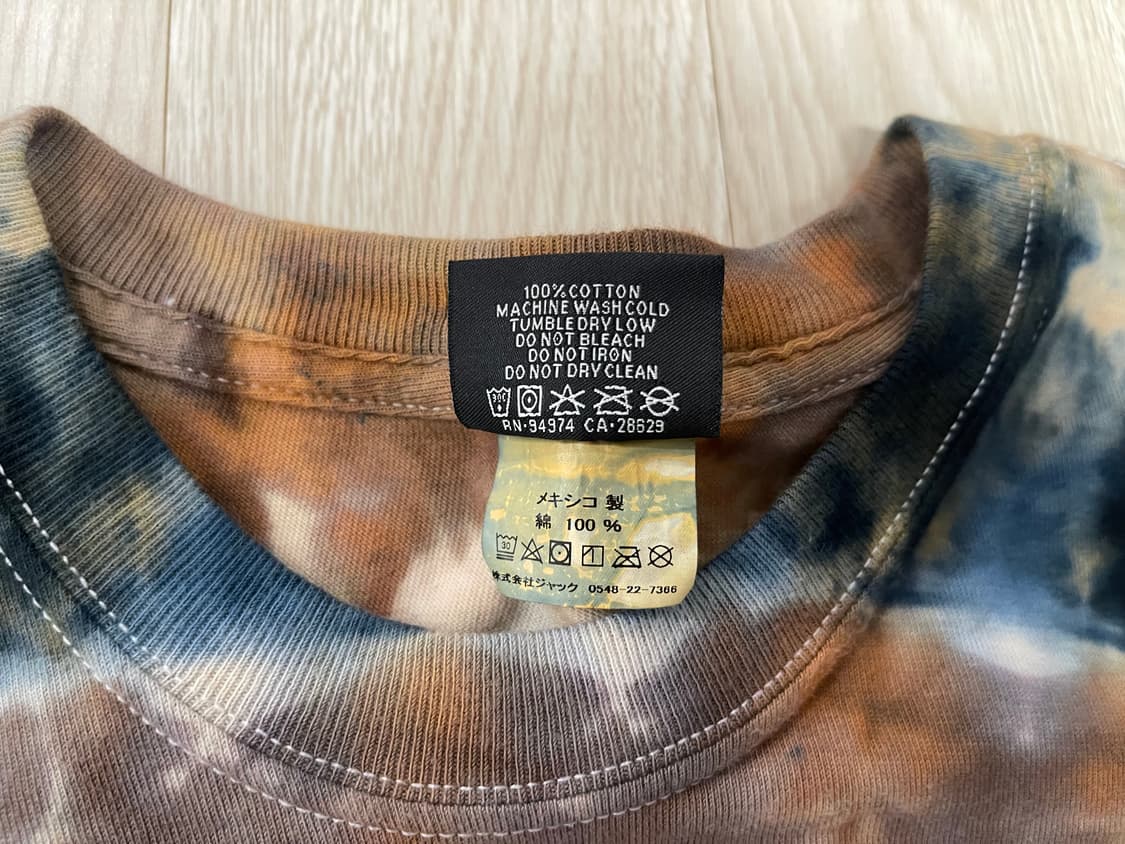 100% COTTON
MACHINE WASH COLD
TUMBLE DRY LOW
DO NOT BLEACH
DO NOT IRON
DO NOT DRY CLEAN
30C
RN·94974 CA·28629
メキシコ 製
綿 100 %
30
株式会社ジャック 0548-22-7366